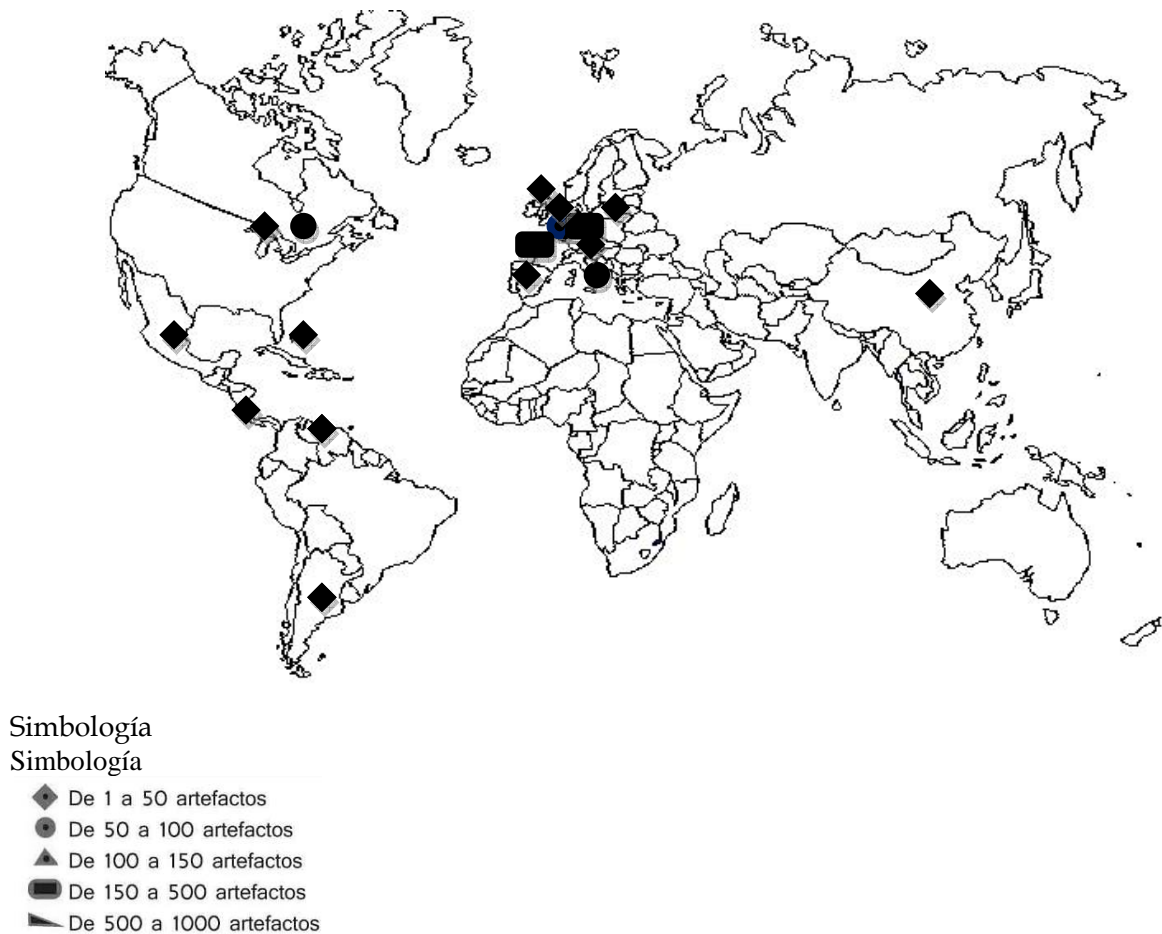 Simbología
Simbología
De 1 a 50 artefactos
De 50 a 100 artefactos
De 100 a 150 artefactos
De 150 a 500 artefactos
De 500 a 1000 artefactos